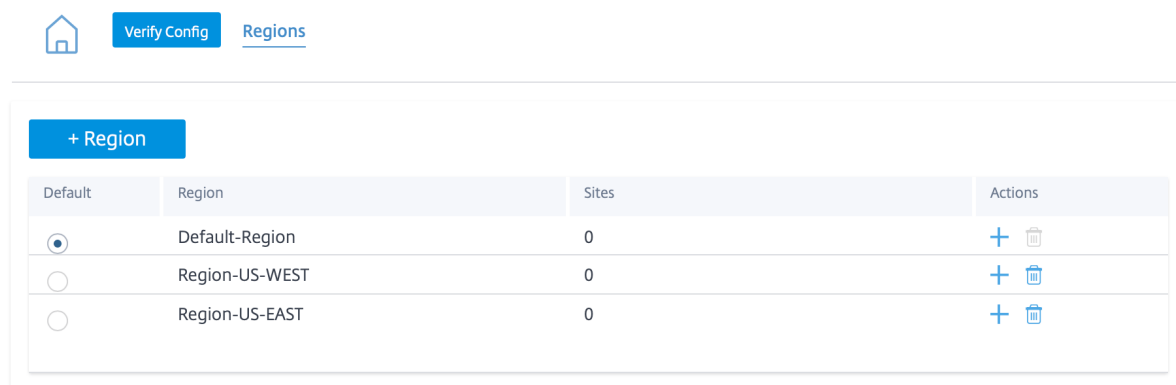 Verify Config Regions
+ Region
Default Region Sites Actions
Default-Region 0
Region-US-WEST 0
Region-US-EAST 0